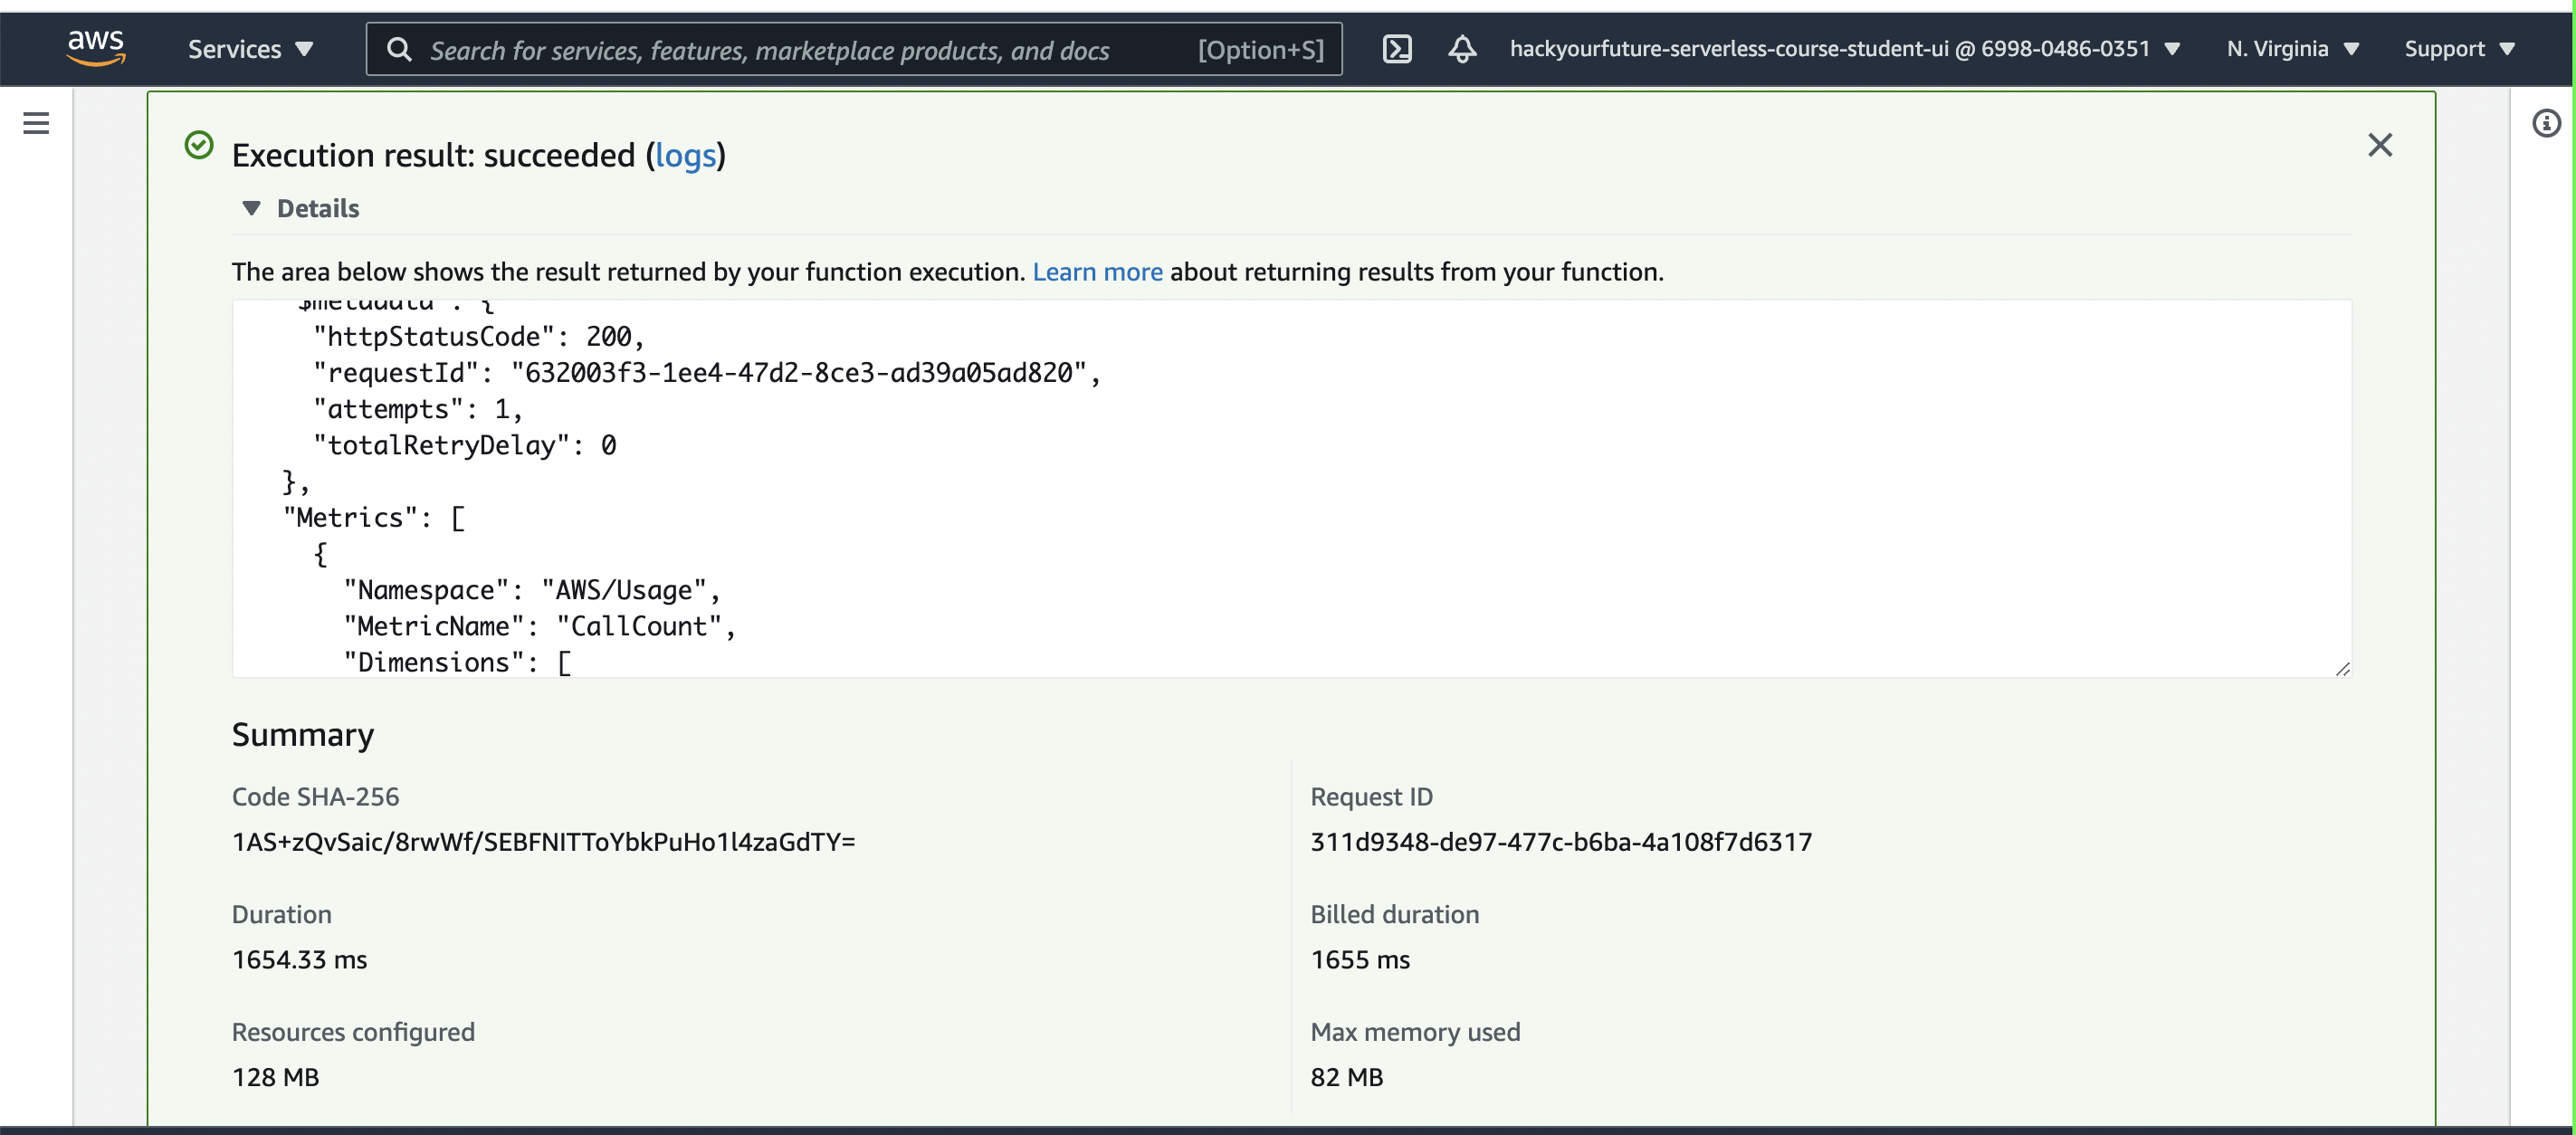 aws
Services ▼
Search for services, features, marketplace products, and docs [Option+S]
hackyourfuture-serverless-course-student-ui @ 6998-0486-0351 ▼
N. Virginia ▼
Support ▼
Execution result: succeeded (logs)
▼ Details
The area below shows the result returned by your function execution. Learn more about returning results from your function.
$metadata": {
"httpStatusCode": 200,
"requestId": "632003f3-1ee4-47d2-8ce3-ad39a05ad820",
"attempts": 1,
"totalRetryDelay": 0
},
"Metrics": [
{
"Namespace": "AWS/Usage",
"MetricName": "CallCount",
"Dimensions": [
Summary
Code SHA-256
1AS+zQvSaic/8rwWf/SEBFNITToYbkPuHo1l4zaGdTY=
Request ID
311d9348-de97-477c-b6ba-4a108f7d6317
Duration
1654.33 ms
Billed duration
1655 ms
Resources configured
128 MB
Max memory used
82 MB